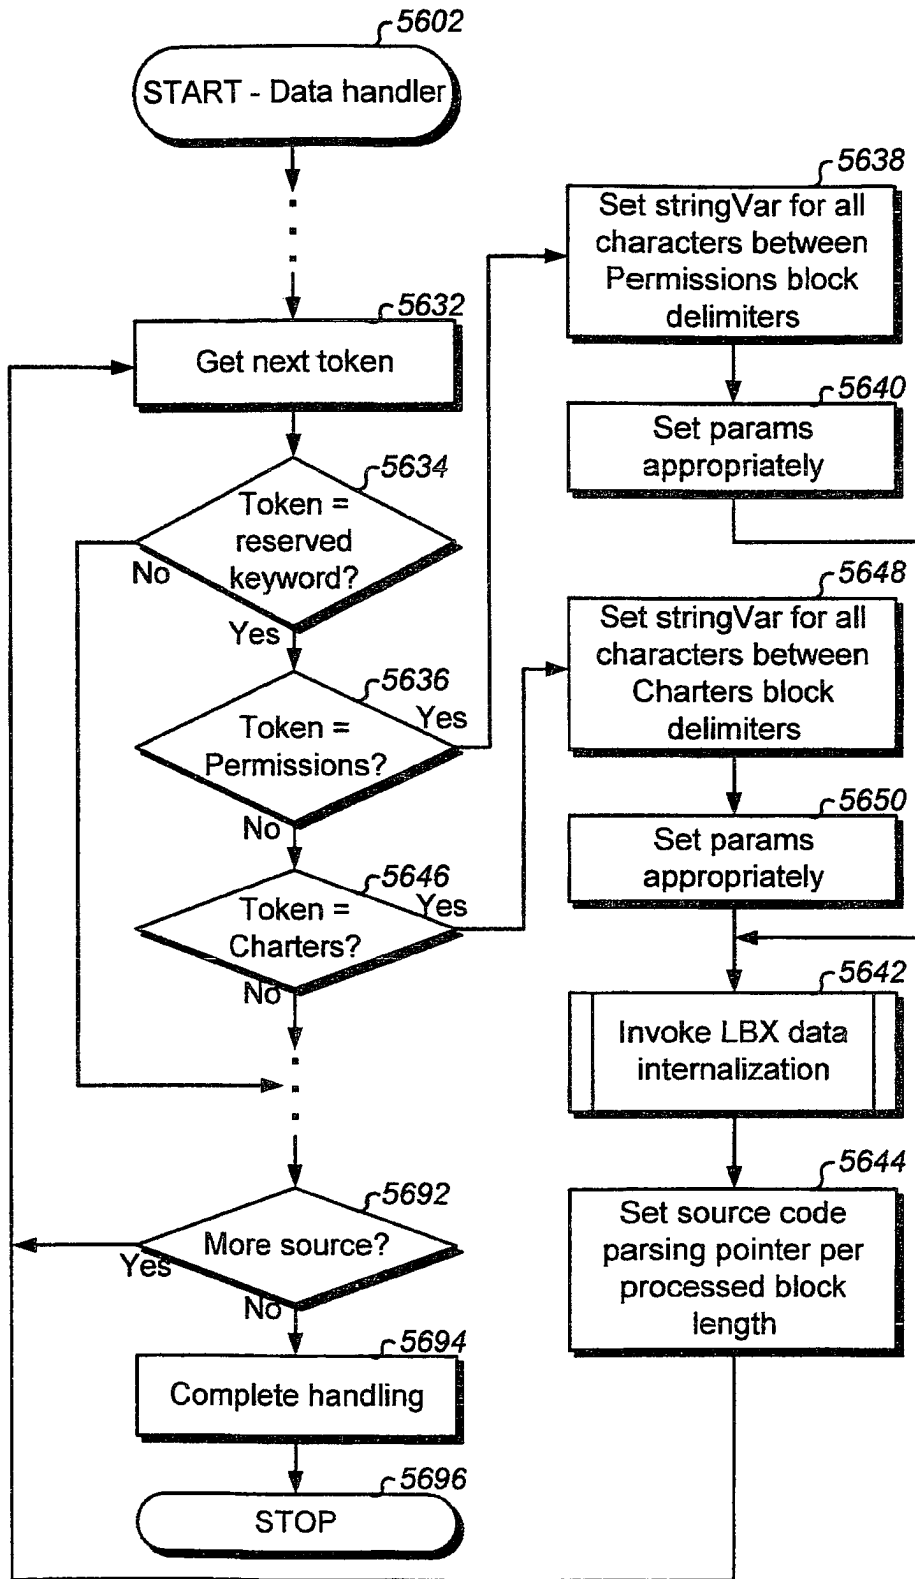 5602
START - Data handler
5632
Get next token
5634
Token =
reserved
keyword?
No
Yes
5636
Token =
Permissions?
Yes
No
5646
Token =
Charters?
Yes
No
5692
More source?
Yes
No
5694
Complete handling
5696
STOP
5638
Set stringVar for all
characters between
Permissions block
delimiters
5640
Set params
appropriately
5648
Set stringVar for all
characters between
Charters block
delimiters
5650
Set params
appropriately
5642
Invoke LBX data
internalization
5644
Set source code
parsing pointer per
processed block
length